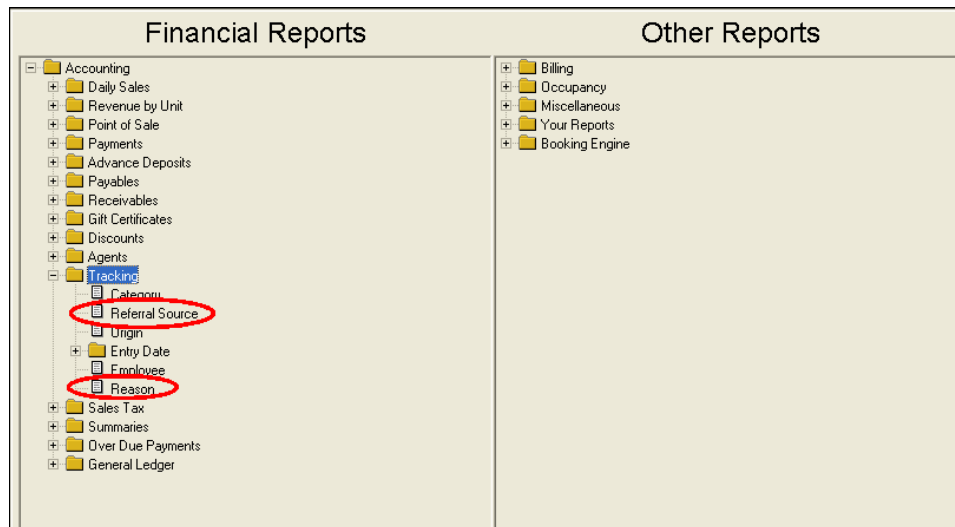 Financial Reports
Accounting
Daily Sales
Revenue by Unit
Point of Sale
Payments
Advance Deposits
Payables
Receivables
Gift Certificates
Discounts
Agents
Tracking
Category
Referral Source
Origin
Entry Date
Employee
Reason
Sales Tax
Summaries
Over Due Payments
General Ledger
Other Reports
Billing
Occupancy
Miscellaneous
Your Reports
Booking Engine